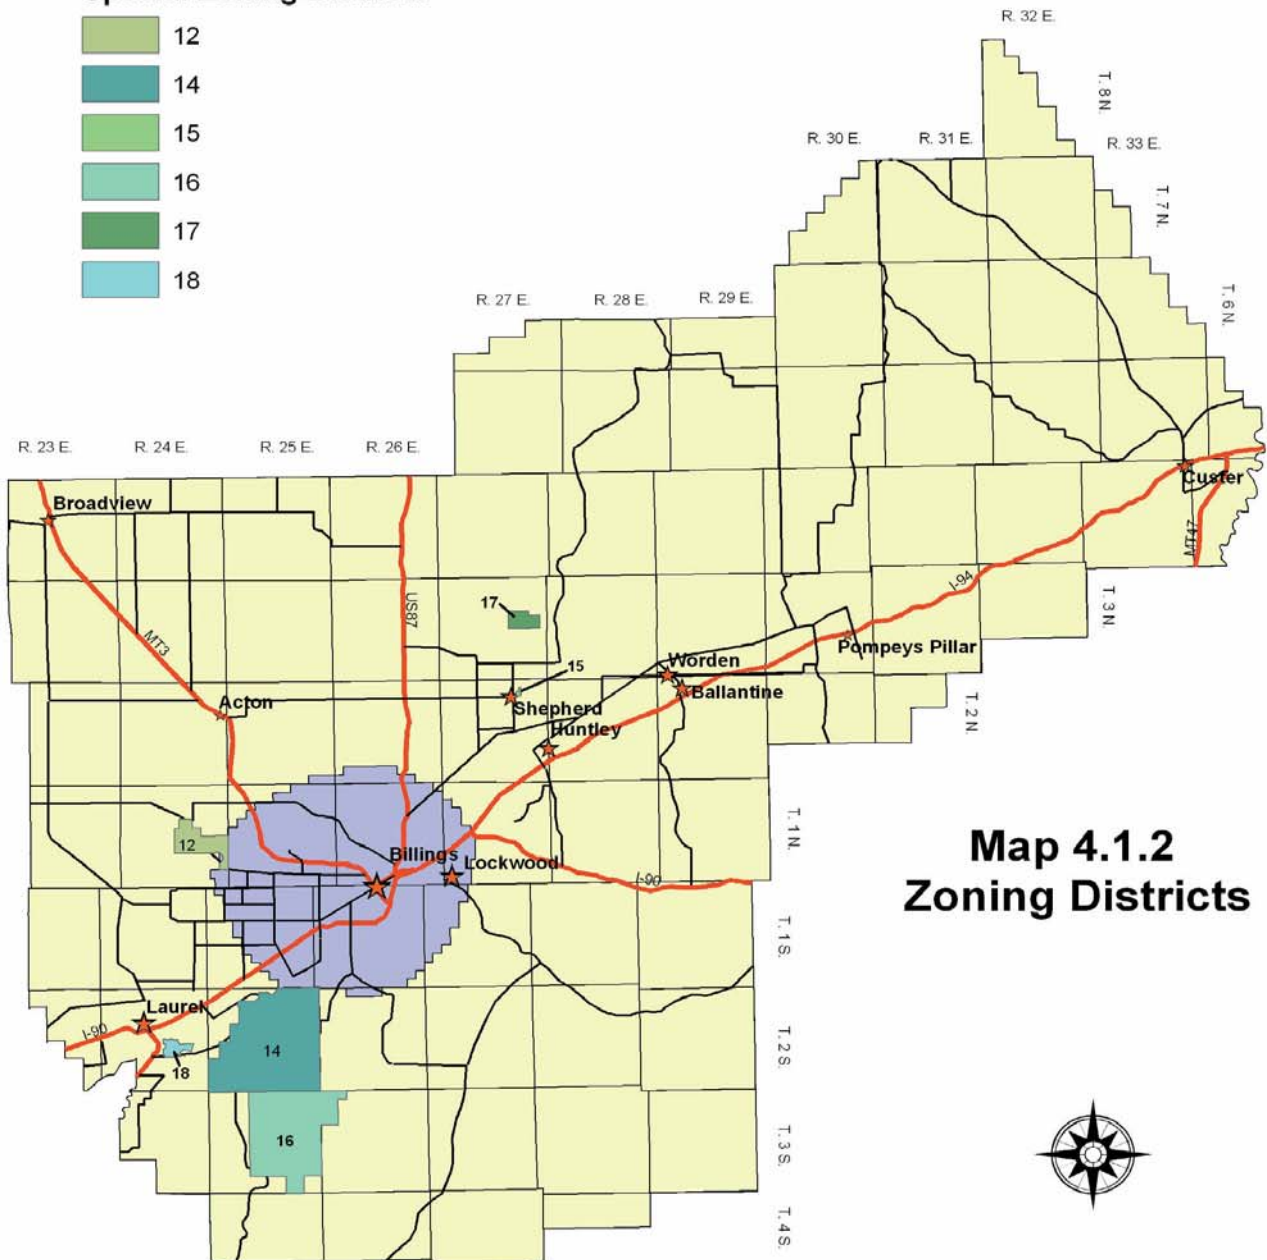 12
14
15
16
17
18
R. 32 E.
T. 8 N.
R. 30 E.
R. 31 E.
R. 33 E.
T. 7 N.
R. 27 E.
R. 28 E.
R. 29 E.
T. 6 N.
R. 23 E.
R. 24 E.
R. 25 E.
R. 26 E.
Broadview
Custer
MT47
I-94
US87
17
T. 3 N.
MT3
Pompeys Pillar
Worden
15
Ballantine
Acton
Shepherd
Huntley
T. 2 N.
T. 1 N.
12
Billings
Lockwood
I-90
Map 4.1.2
Zoning Districts
T. 1 S.
Laurel
I-90
14
18
T. 2 S.
16
T. 3 S.
T. 4 S.